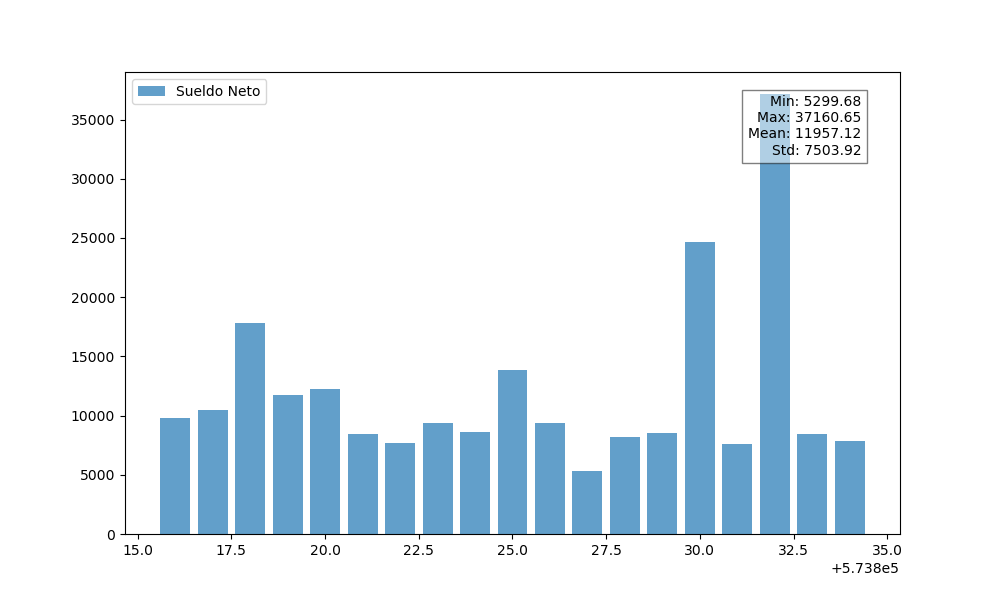 Sueldo Neto
Min: 5299.68
Max: 37160.65
Mean: 11957.12
Std: 7503.92
35000
30000
25000
20000
15000
10000
5000
0
15.0 17.5 20.0 22.5 25.0 27.5 30.0 32.5 35.0
+5.738e5